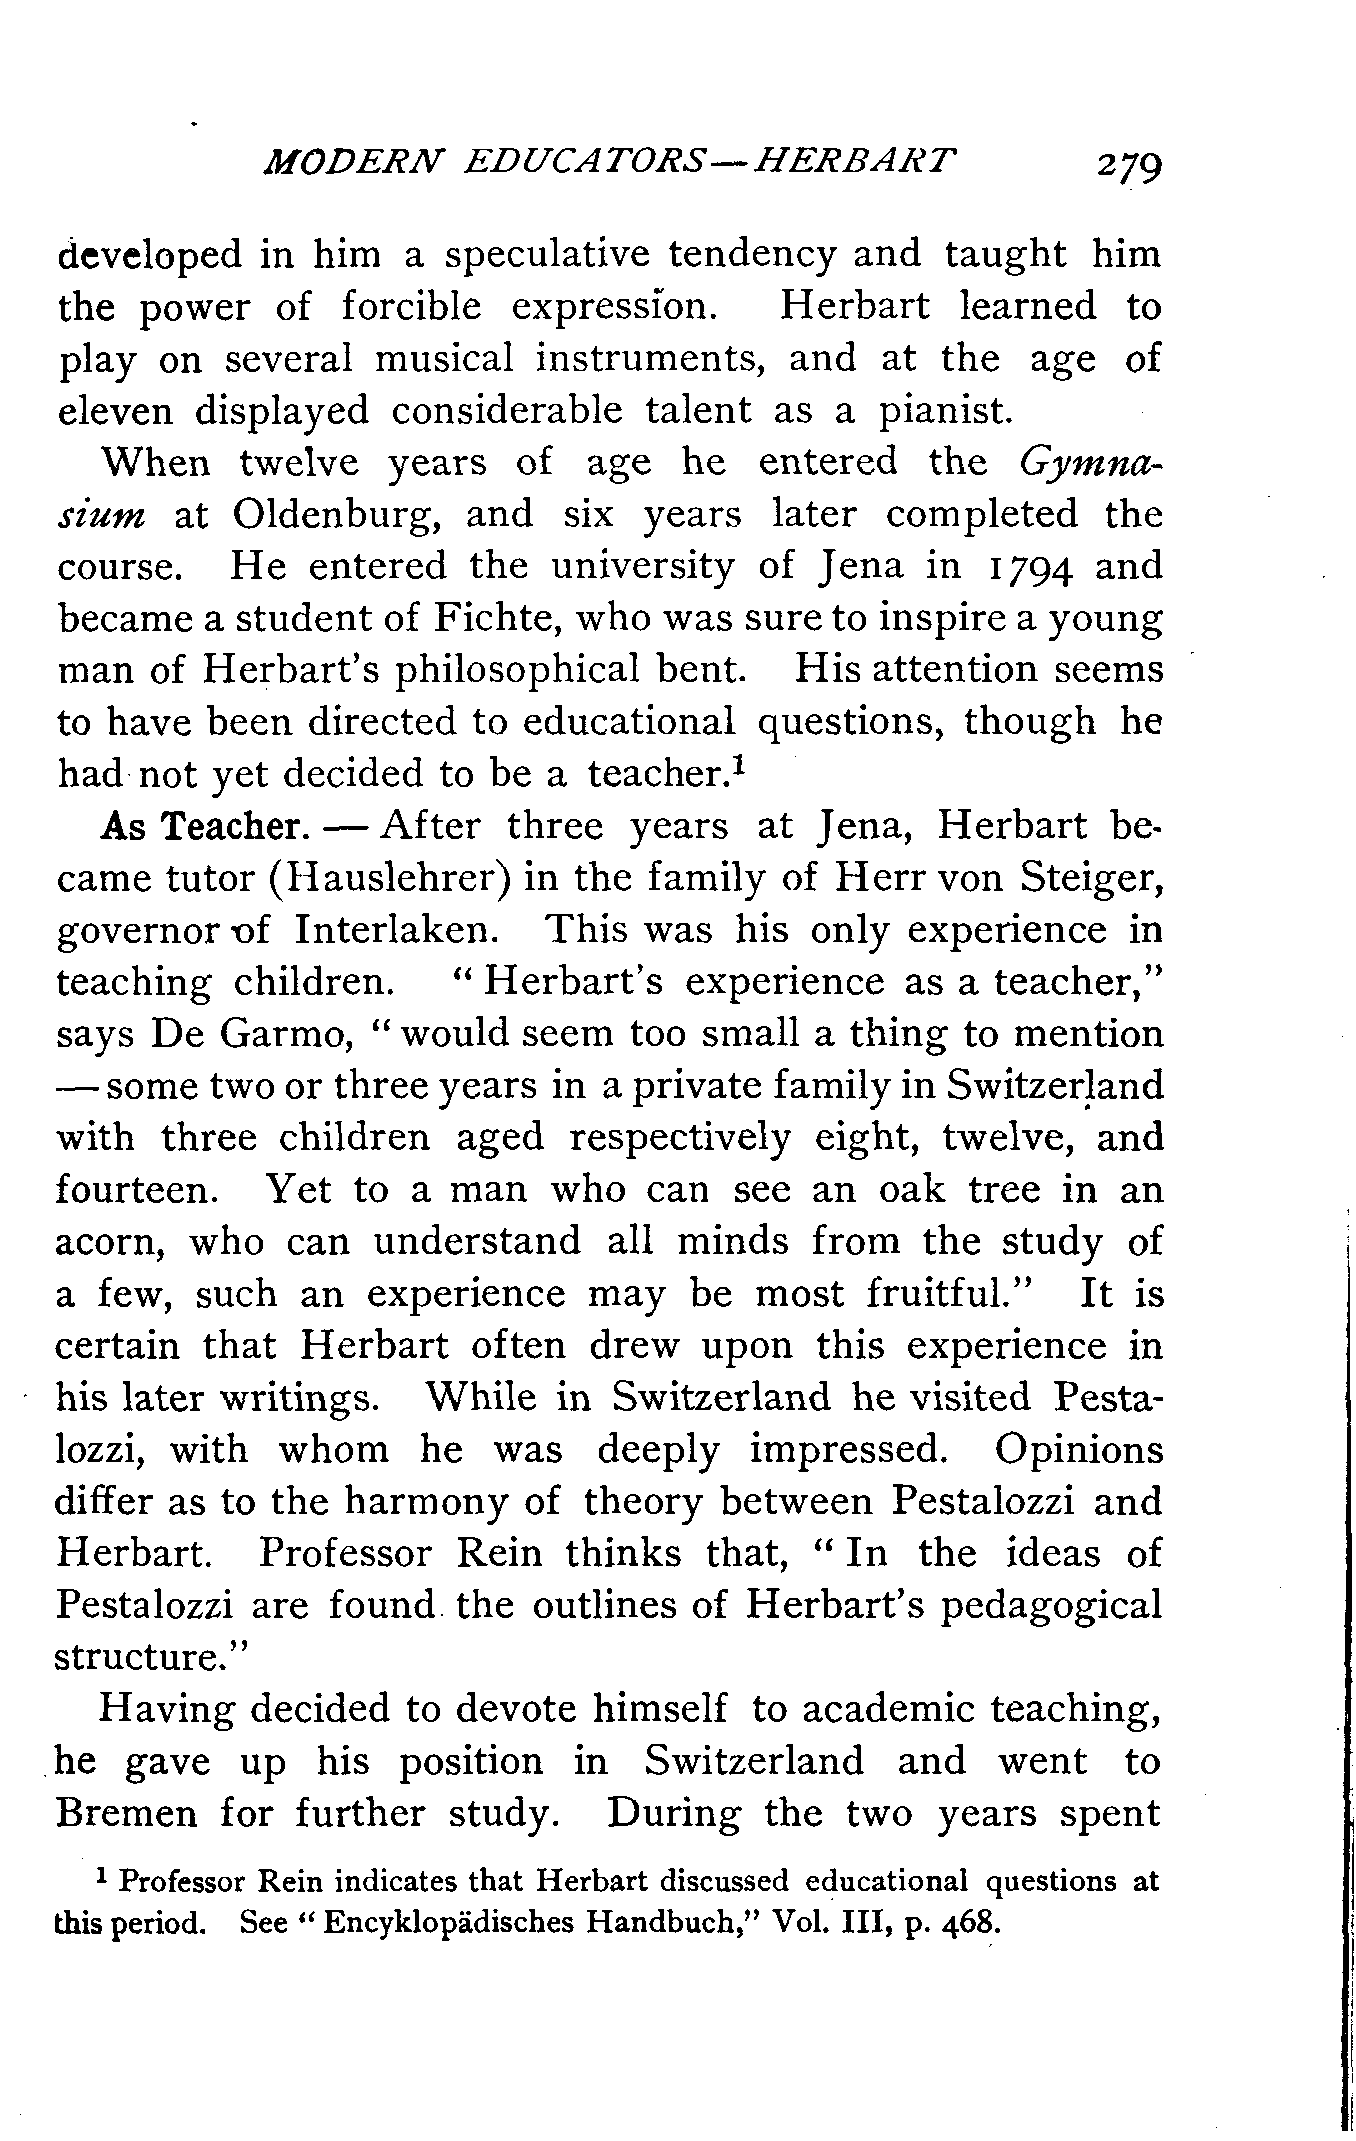 MODERN EDUCATORS—HERBART 279
developed in him a speculative tendency and taught him
the power of forcible expression. Herbart learned to
play on several musical instruments, and at the age of
eleven displayed considerable talent as a pianist.
When twelve years of age he entered the Gymna-
sium at Oldenburg, and six years later completed the
course. He entered the university of Jena in 1794 and
became a student of Fichte, who was sure to inspire a young
man of Herbart's philosophical bent. His attention seems
to have been directed to educational questions, though he
had not yet decided to be a teacher.¹
As Teacher. — After three years at Jena, Herbart be-
came tutor (Hauslehrer) in the family of Herr von Steiger,
governor of Interlaken. This was his only experience in
teaching children. "Herbart's experience as a teacher,"
says De Garmo, "would seem too small a thing to mention
— some two or three years in a private family in Switzerland
with three children aged respectively eight, twelve, and
fourteen. Yet to a man who can see an oak tree in an
acorn, who can understand all minds from the study of
a few, such an experience may be most fruitful." It is
certain that Herbart often drew upon this experience in
his later writings. While in Switzerland he visited Pesta-
lozzi, with whom he was deeply impressed. Opinions
differ as to the harmony of theory between Pestalozzi and
Herbart. Professor Rein thinks that, "In the ideas of
Pestalozzi are found the outlines of Herbart's pedagogical
structure."
Having decided to devote himself to academic teaching,
he gave up his position in Switzerland and went to
Bremen for further study. During the two years spent
¹ Professor Rein indicates that Herbart discussed educational questions at
this period. See "Encyklopädisches Handbuch," Vol. III, p. 468.